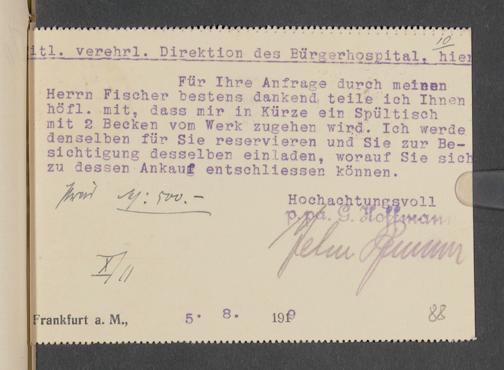 10
itl. verehrl. Direktion des Bürgerhospital, hier
Für Ihre Anfrage durch meinen
Herrn Fischer bestens dankend teile ich Ihnen
höfl. mit, dass mir in Kürze ein Spültisch
mit 2 Becken vom Werk zugehen wird. Ich werde
denselben für Sie reservieren und Sie zur Be-
sichtigung desselben einladen, worauf Sie sich
zu dessen Ankauf entschliessen können.
Preis M: 500.-
Hochachtungsvoll
p.pa. G. Hoffmann
X/11
Frankfurt a. M., 5. 8. 1919
88